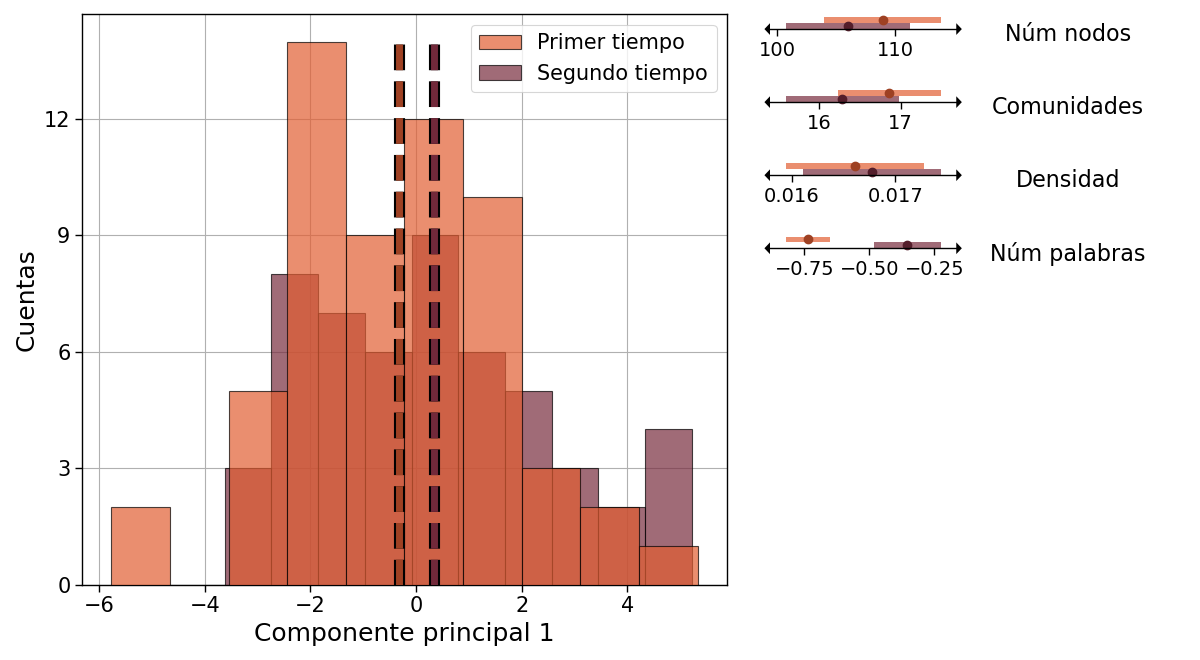 Primer tiempo
Segundo tiempo
12
9
6
3
0
Cuentas
−6 −4 −2 0 2 4
Componente principal 1
100 110
Núm nodos
16 17
Comunidades
0.016 0.017
Densidad
−0.75 −0.50 −0.25
Núm palabras